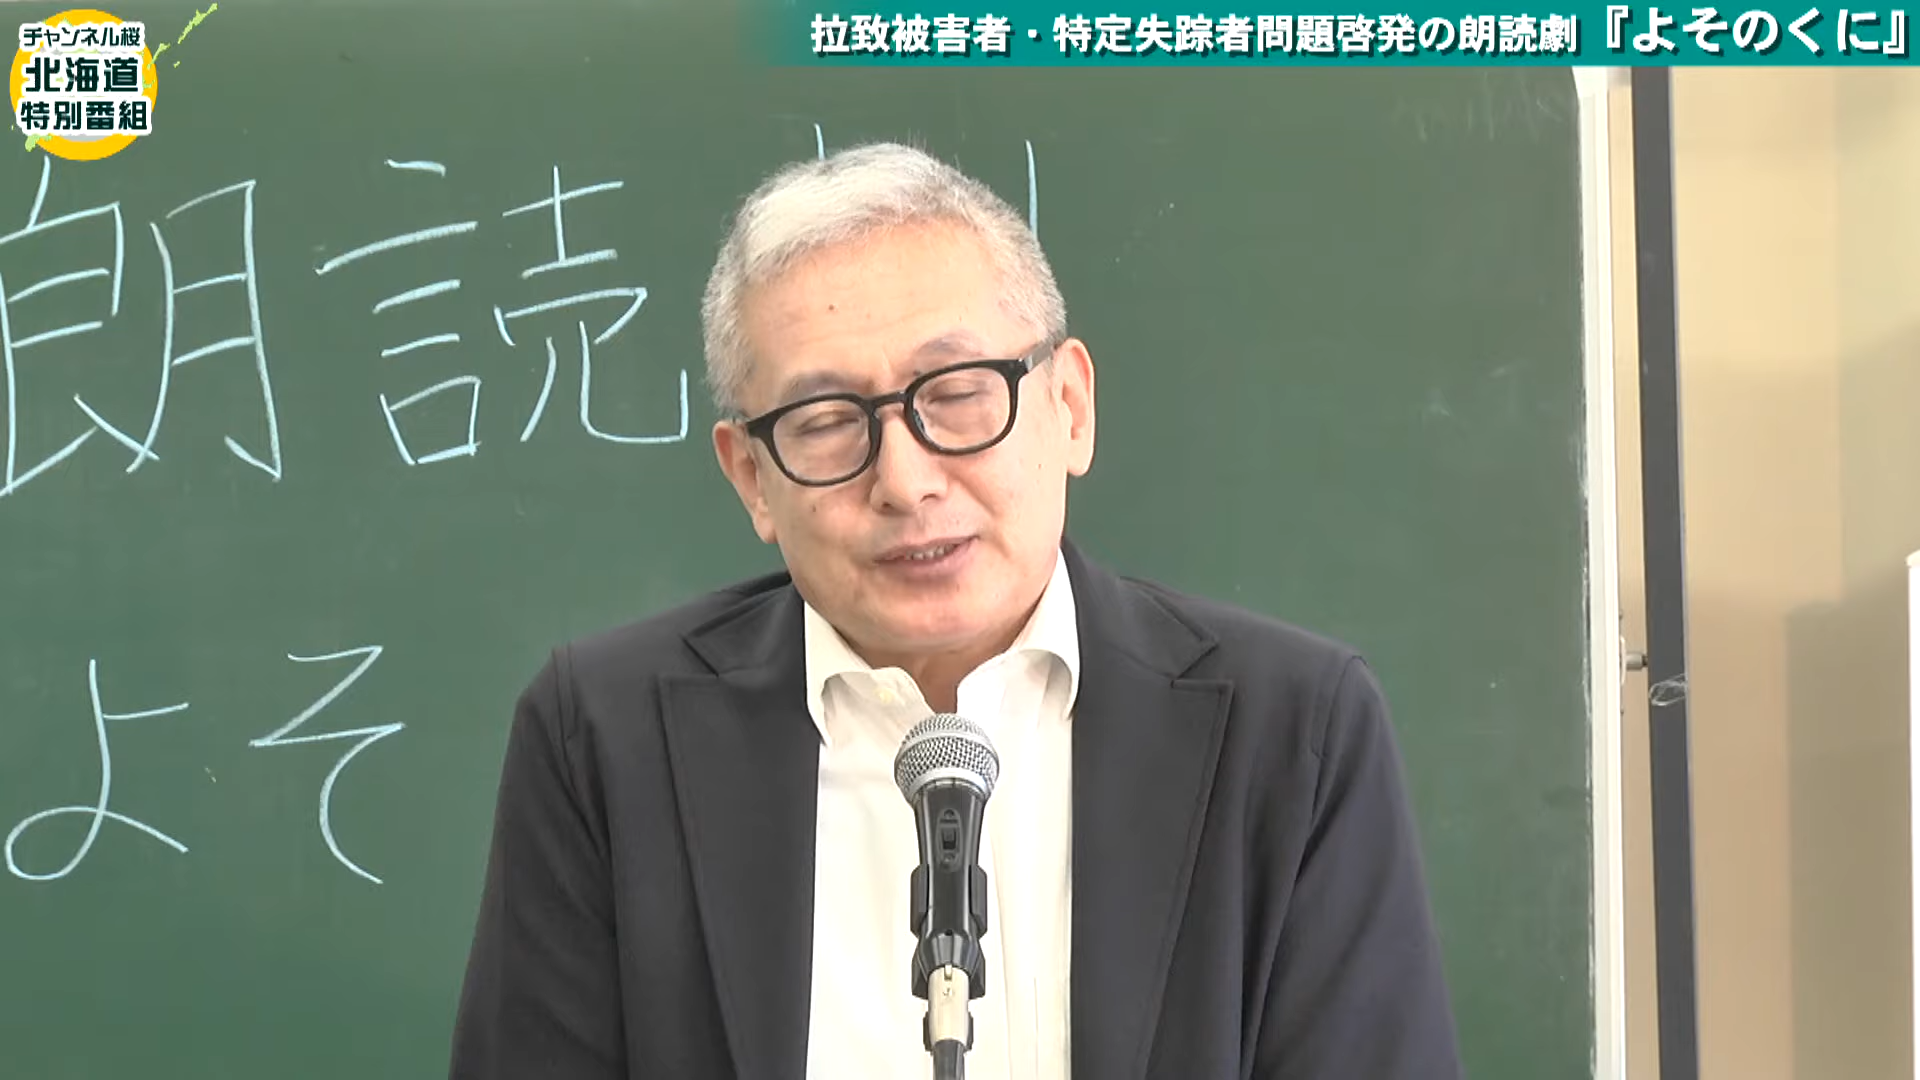 チャンネル桜
北海道
特別番組
拉致被害者・特定失踪者問題啓発の朗読劇『よそのくに』
朗読
よそ